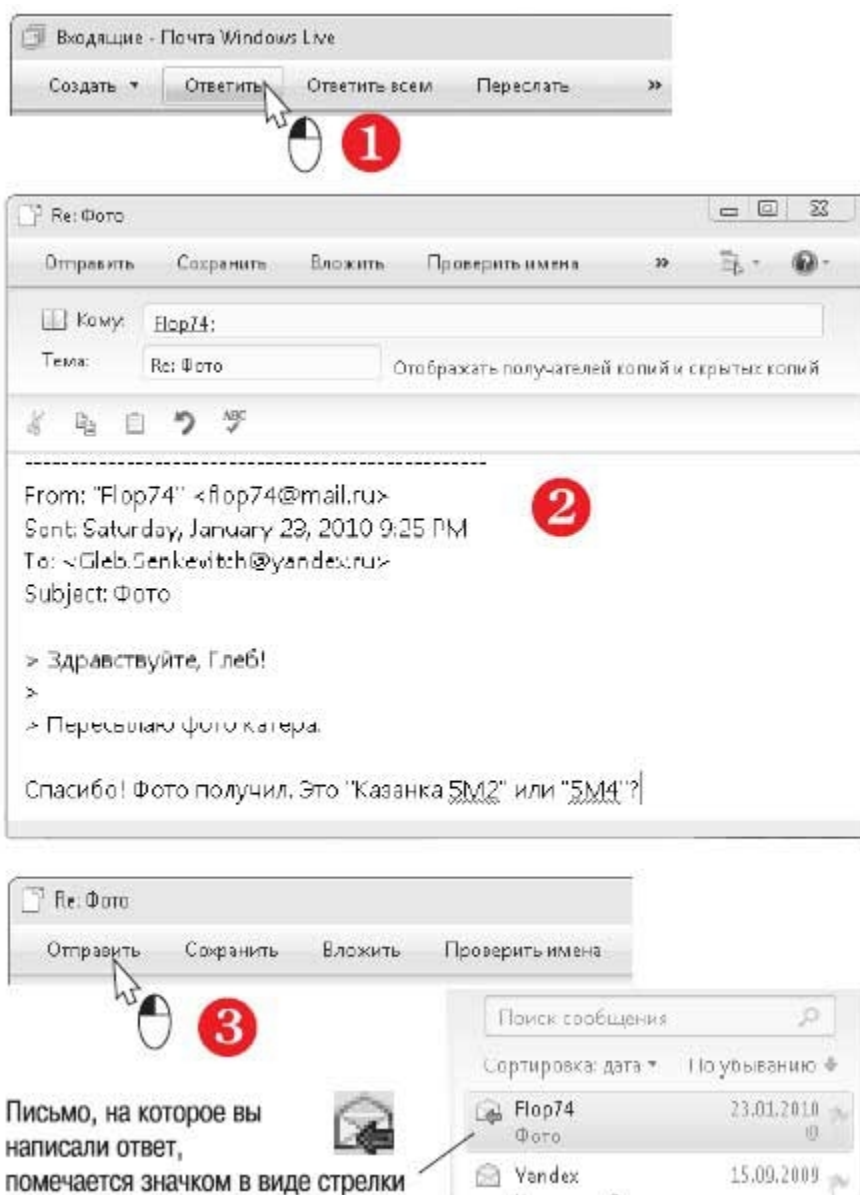 Входящие - Почта Windows Live
Создать Ответить Ответить всем Переслать »
1
Re: Фото
Отправить Сохранить Вложить Проверить имена »
Кому: Flop74;
Тема: Re: Фото Отображать получателей копий и скрытых копий
ABC
--------------------------------------------------
From: "Flop74" <flop74@mail.ru>
2
Sent: Saturday, January 23, 2010 9:25 PM
To: <Gleb.Senkevitch@yandex.ru>
Subject: Фото
> Здравствуйте, Глеб!
>
> Пересылаю фото катера.
Спасибо! Фото получил. Это "Казанка 5М2" или "5М4"?
Re: Фото
Отправить Сохранить Вложить Проверить имена
3
Поиск сообщения
Сортировка: дата По убыванию
Письмо, на которое вы
написали ответ,
помечается значком в виде стрелки
Flop74 23.01.2010
Фото
Yandex 15.09.2009